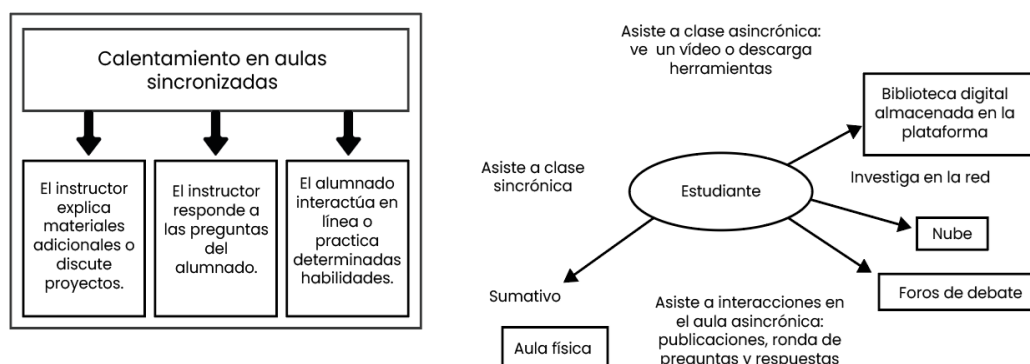 Calentamiento en aulas
sincronizadas
El instructor
explica
materiales
adicionales o
discute
proyectos.
El instructor
responde a
las preguntas
del
alumnado.
El alumnado
interactúa en
línea o
practica
determinadas
habilidades.
Asiste a clase asincrónica:
ve un vídeo o descarga
herramientas
Biblioteca digital
almacenada en la
plataforma
Asiste a clase
sincrónica
Estudiante
Investiga en la red
Nube
Foros de debate
Sumativo
Aula física
Asiste a interacciones en
el aula asincrónica:
publicaciones, ronda de
preguntas y respuestas